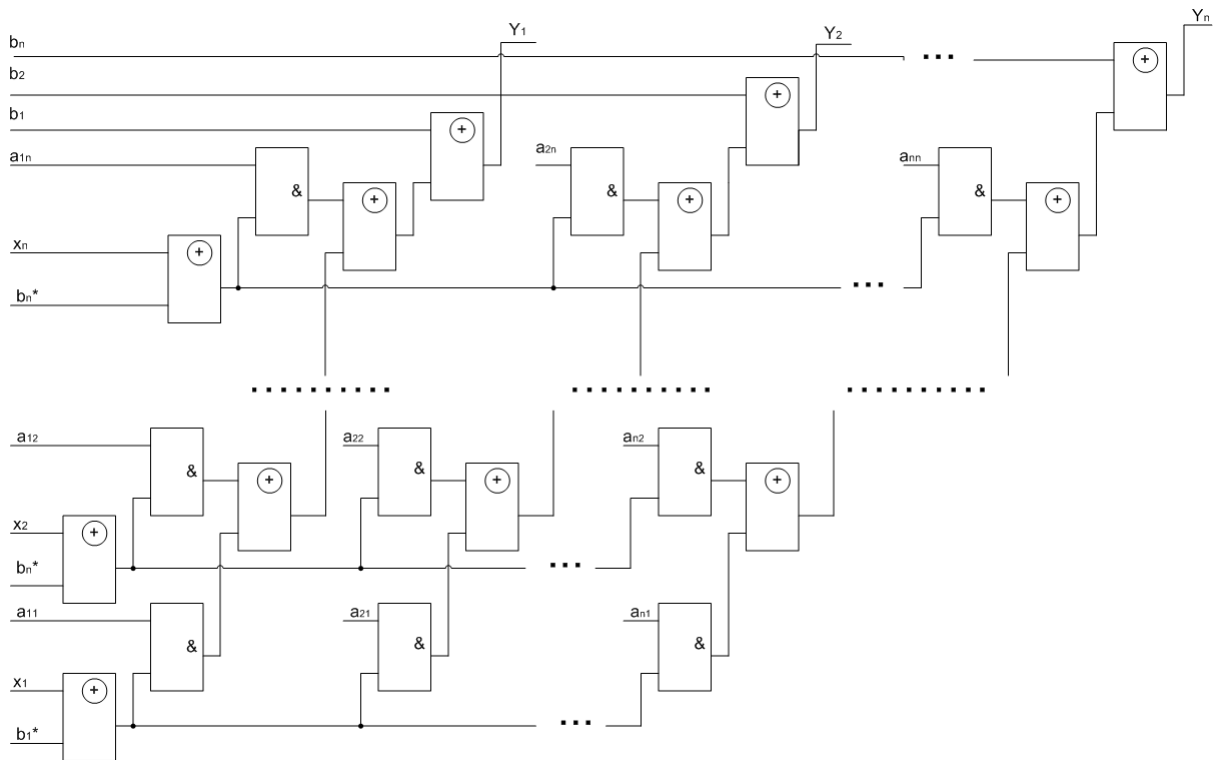 Yn
Y1
Y2
bn
...
+
b2
+
b1
+
a1n
a2n
ann
&
&
&
+
+
+
xn
+
bn*
...
a12
a22
an2
&
&
&
+
+
+
x2
+
bn*
...
a11
a21
an1
&
&
&
x1
+
b1*
...